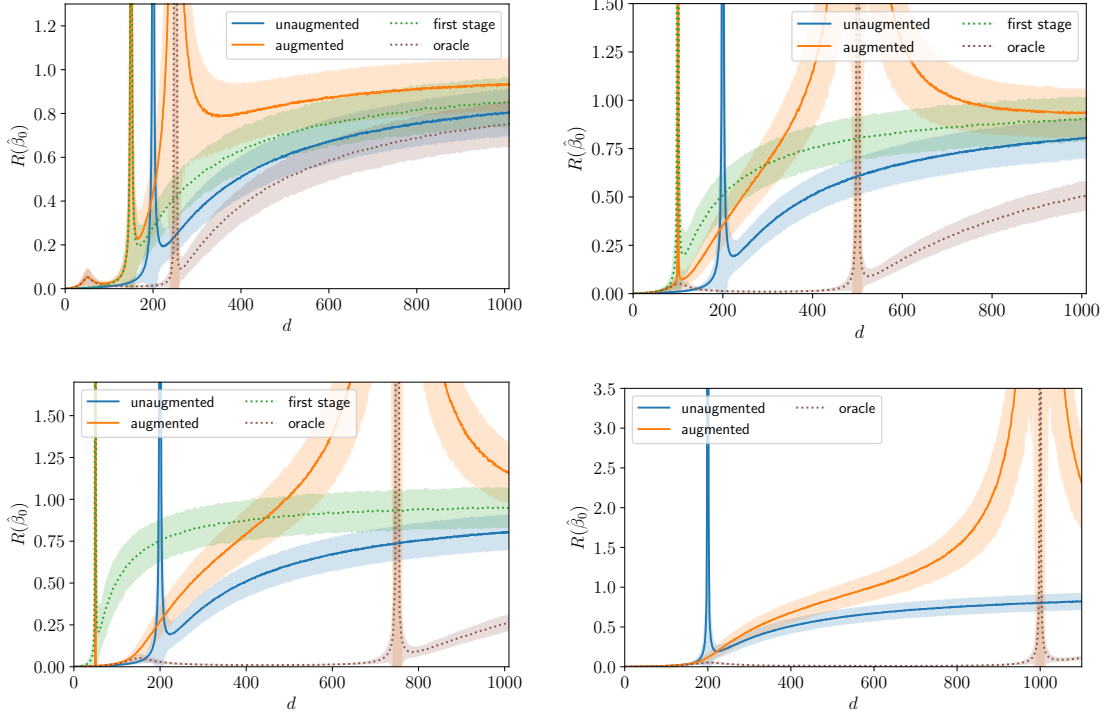 unaugmented
augmented
first stage
oracle
R(β̂₀)
1.2
1.0
0.8
0.6
0.4
0.2
0.0
0 200 400 600 800 1000
d
unaugmented
augmented
first stage
oracle
R(β̂₀)
1.50
1.25
1.00
0.75
0.50
0.25
0.00
0 200 400 600 800 1000
d
unaugmented
augmented
first stage
oracle
R(β̂₀)
1.50
1.25
1.00
0.75
0.50
0.25
0.00
0 200 400 600 800 1000
d
unaugmented
augmented
oracle
R(β̂₀)
3.5
3.0
2.5
2.0
1.5
1.0
0.5
0.0
0 200 400 600 800 1000
d